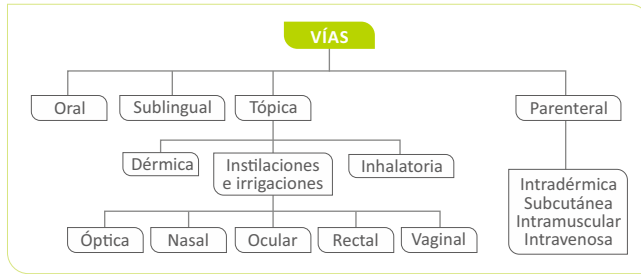 VÍAS
Oral
Sublingual
Tópica
Parenteral
Dérmica
Instilaciones
e irrigaciones
Inhalatoria
Intradérmica
Subcutánea
Intramuscular
Intravenosa
Óptica
Nasal
Ocular
Rectal
Vaginal